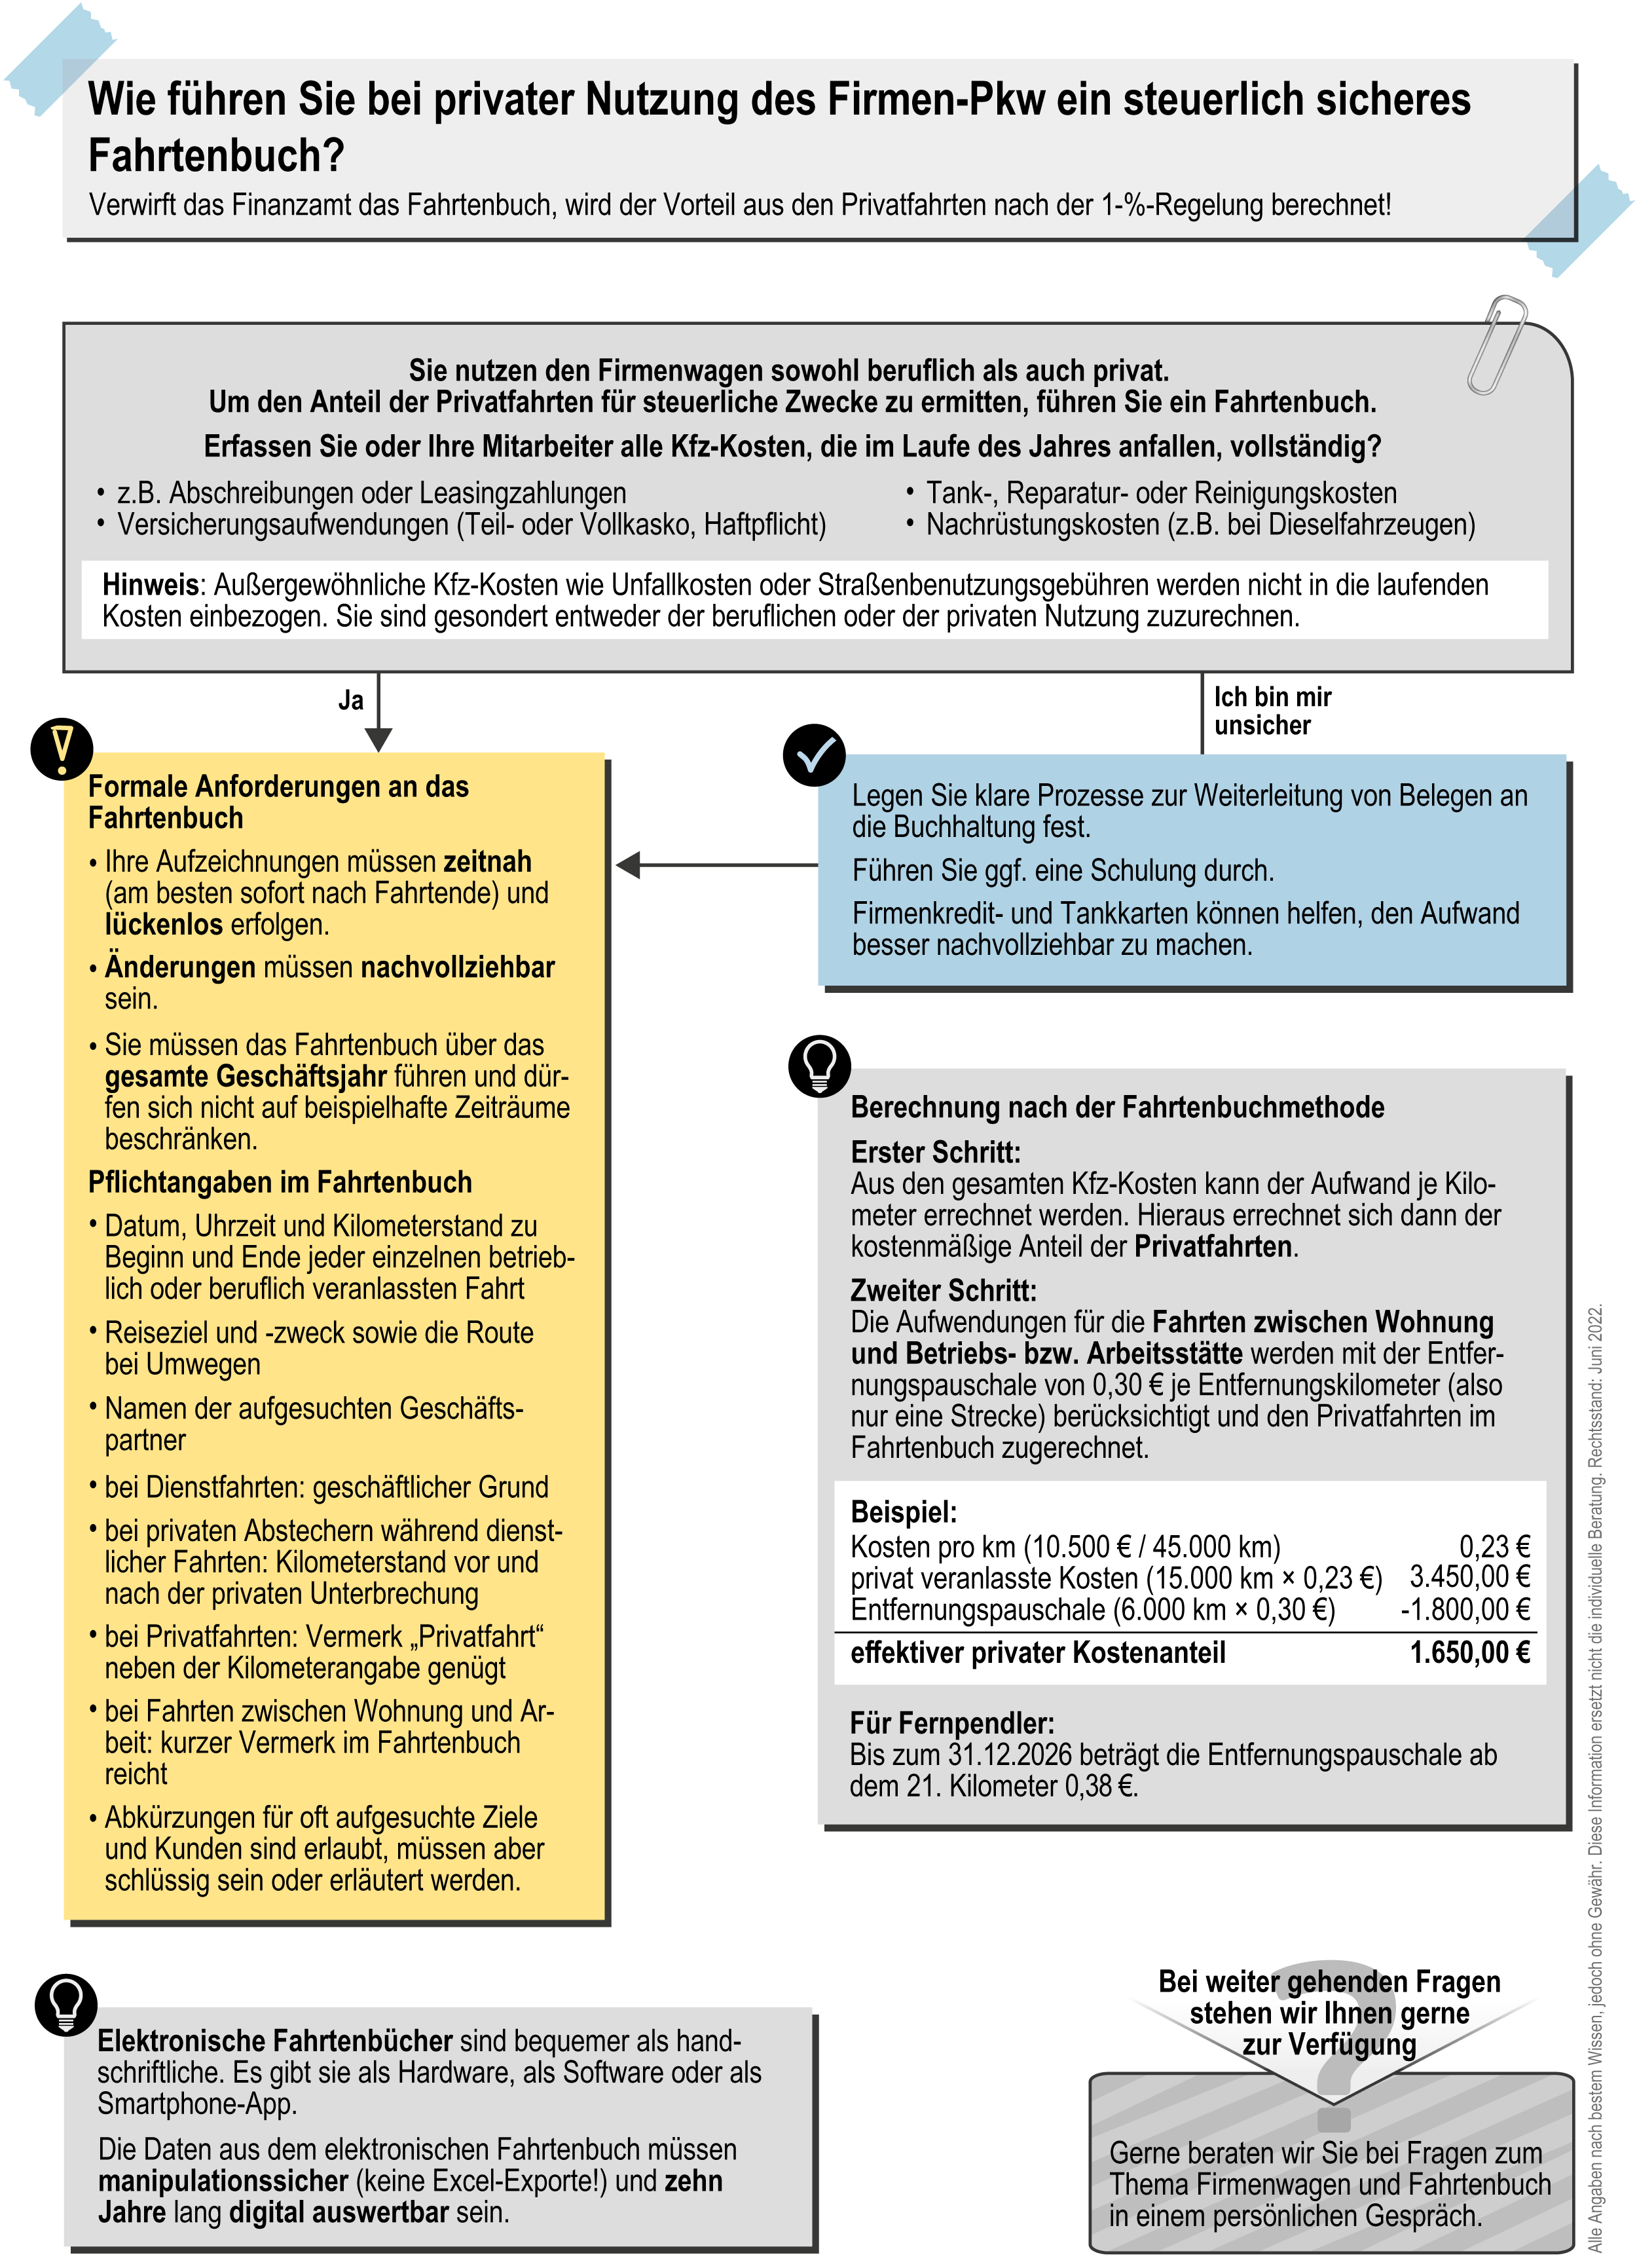 Wie führen Sie bei privater Nutzung des Firmen-Pkw ein steuerlich sicheres
Fahrtenbuch?
Verwirft das Finanzamt das Fahrtenbuch, wird der Vorteil aus den Privatfahrten nach der 1-%-Regelung berechnet!
Sie nutzen den Firmenwagen sowohl beruflich als auch privat.
Um den Anteil der Privatfahrten für steuerliche Zwecke zu ermitten, führen Sie ein Fahrtenbuch.
Erfassen Sie oder Ihre Mitarbeiter alle Kfz-Kosten, die im Laufe des Jahres anfallen, vollständig?
• z.B. Abschreibungen oder Leasingzahlungen
• Versicherungsaufwendungen (Teil- oder Vollkasko, Haftpflicht)
• Tank-, Reparatur- oder Reinigungskosten
• Nachrüstungskosten (z.B. bei Dieselfahrzeugen)
Hinweis: Außergewöhnliche Kfz-Kosten wie Unfallkosten oder Straßenbenutzungsgebühren werden nicht in die laufenden
Kosten einbezogen. Sie sind gesondert entweder der beruflichen oder der privaten Nutzung zuzurechnen.
Ja
Ich bin mir
unsicher
Formale Anforderungen an das
Fahrtenbuch
• Ihre Aufzeichnungen müssen zeitnah
(am besten sofort nach Fahrtende) und
lückenlos erfolgen.
• Änderungen müssen nachvollziehbar
sein.
• Sie müssen das Fahrtenbuch über das
gesamte Geschäftsjahr führen und dür-
fen sich nicht auf beispielhafte Zeiträume
beschränken.
Pflichtangaben im Fahrtenbuch
• Datum, Uhrzeit und Kilometerstand zu
Beginn und Ende jeder einzelnen betrieb-
lich oder beruflich veranlassten Fahrt
• Reiseziel und -zweck sowie die Route
bei Umwegen
• Namen der aufgesuchten Geschäfts-
partner
• bei Dienstfahrten: geschäftlicher Grund
• bei privaten Abstechern während dienst-
licher Fahrten: Kilometerstand vor und
nach der privaten Unterbrechung
• bei Privatfahrten: Vermerk „Privatfahrt“
neben der Kilometerangabe genügt
• bei Fahrten zwischen Wohnung und Ar-
beit: kurzer Vermerk im Fahrtenbuch
reicht
• Abkürzungen für oft aufgesuchte Ziele
und Kunden sind erlaubt, müssen aber
schlüssig sein oder erläutert werden.
Legen Sie klare Prozesse zur Weiterleitung von Belegen an
die Buchhaltung fest.
Führen Sie ggf. eine Schulung durch.
Firmenkredit- und Tankkarten können helfen, den Aufwand
besser nachvollziehbar zu machen.
Berechnung nach der Fahrtenbuchmethode
Erster Schritt:
Aus den gesamten Kfz-Kosten kann der Aufwand je Kilo-
meter errechnet werden. Hieraus errechnet sich dann der
kostenmäßige Anteil der Privatfahrten.
Zweiter Schritt:
Die Aufwendungen für die Fahrten zwischen Wohnung
und Betriebs- bzw. Arbeitsstätte werden mit der Entfer-
nungspauschale von 0,30 € je Entfernungskilometer (also
nur eine Strecke) berücksichtigt und den Privatfahrten im
Fahrtenbuch zugerechnet.
Beispiel:
Kosten pro km (10.500 € / 45.000 km) 0,23 €
privat veranlasste Kosten (15.000 km × 0,23 €) 3.450,00 €
Entfernungspauschale (6.000 km × 0,30 €) -1.800,00 €
effektiver privater Kostenanteil 1.650,00 €
Für Fernpendler:
Bis zum 31.12.2026 beträgt die Entfernungspauschale ab
dem 21. Kilometer 0,38 €.
Elektronische Fahrtenbücher sind bequemer als hand-
schriftliche. Es gibt sie als Hardware, als Software oder als
Smartphone-App.
Die Daten aus dem elektronischen Fahrtenbuch müssen
manipulationssicher (keine Excel-Exporte!) und zehn
Jahre lang digital auswertbar sein.
Bei weiter gehenden Fragen
stehen wir Ihnen gerne
zur Verfügung
?
Gerne beraten wir Sie bei Fragen zum
Thema Firmenwagen und Fahrtenbuch
in einem persönlichen Gespräch.
Alle Angaben nach bestem Wissen, jedoch ohne Gewähr. Diese Information ersetzt nicht die individuelle Beratung. Rechtsstand: Juni 2022.